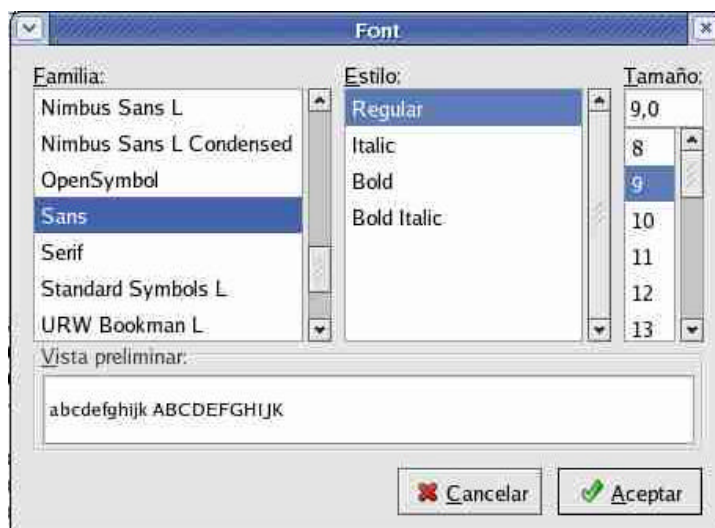 Font
Familia:
Nimbus Sans L
Nimbus Sans L Condensed
OpenSymbol
Sans
Serif
Standard Symbols L
URW Bookman L
Estilo:
Regular
Italic
Bold
Bold Italic
Tamaño:
9,0
8
9
10
11
12
13
Vista preliminar:
abcdefghijk ABCDEFGHIJK
Cancelar
Aceptar